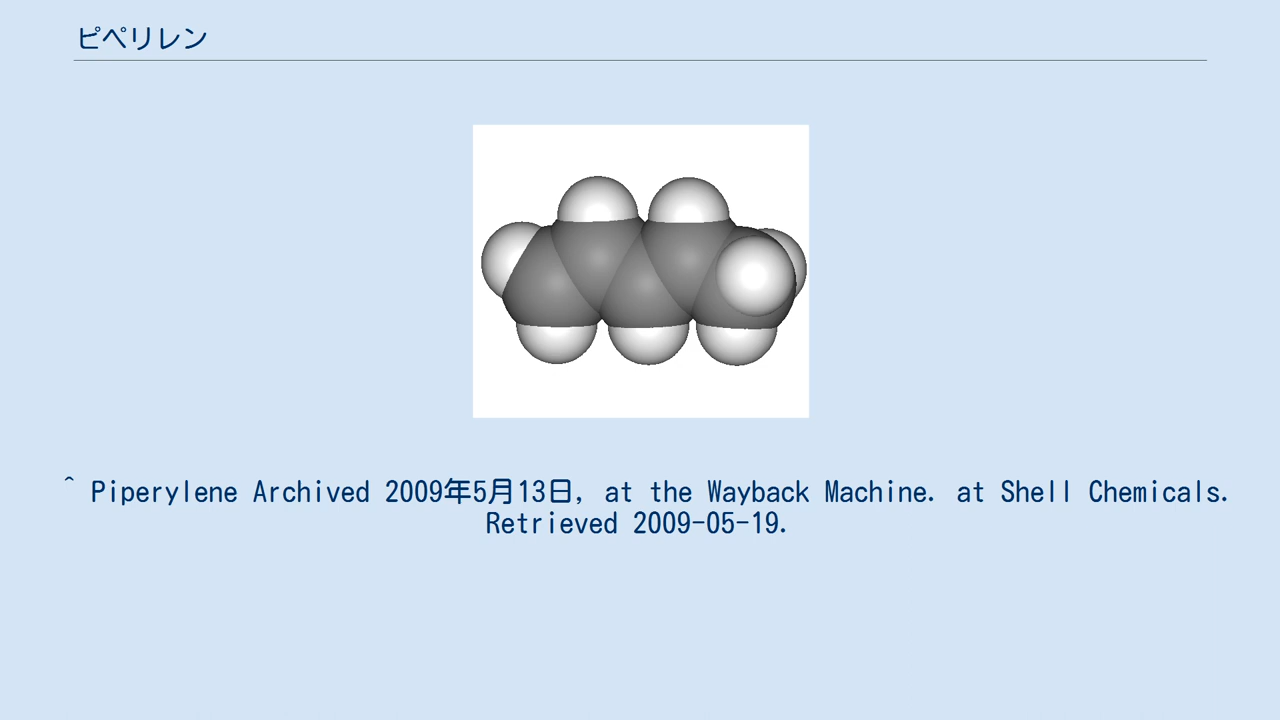 ピペリレン
^ Piperylene Archived 2009年5月13日, at the Wayback Machine. at Shell Chemicals.
Retrieved 2009-05-19.